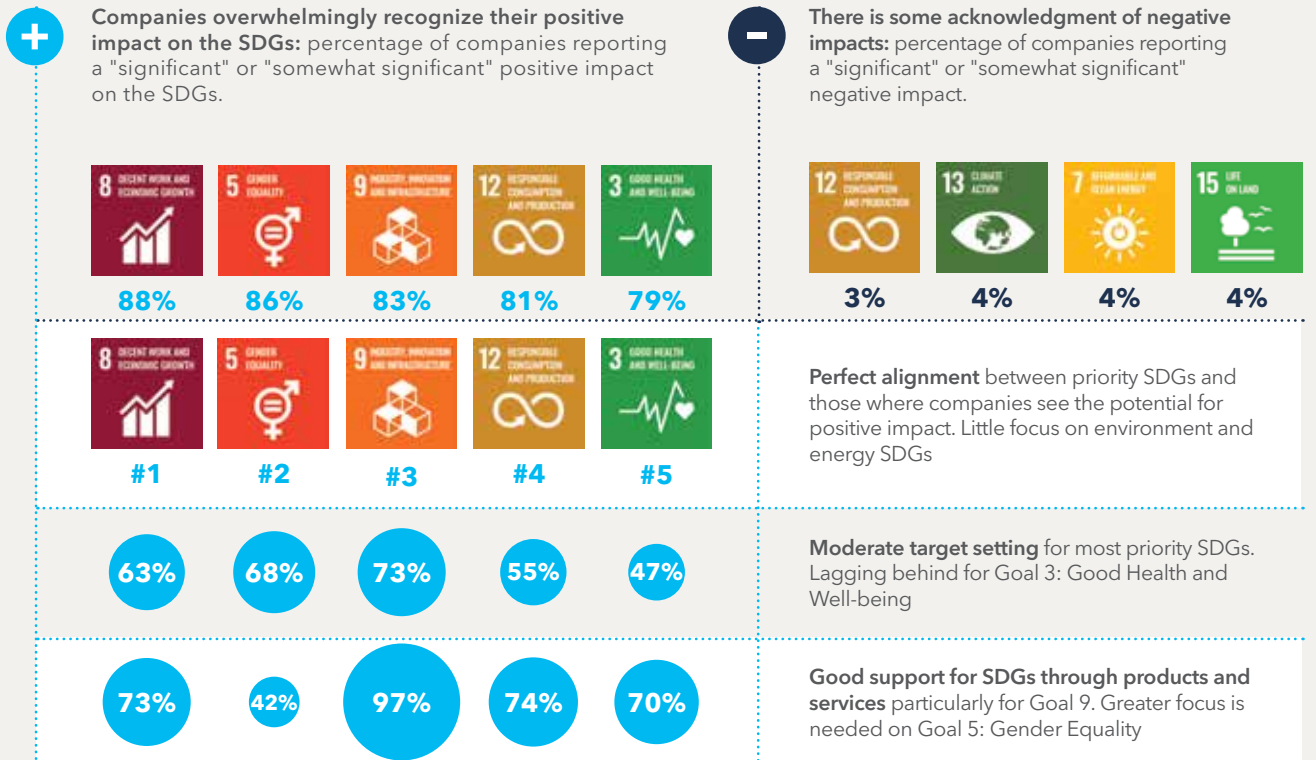 Companies overwhelmingly recognize their positive
impact on the SDGs: percentage of companies reporting
a "significant" or "somewhat significant" positive impact
on the SDGs.
There is some acknowledgment of negative
impacts: percentage of companies reporting
a "significant" or "somewhat significant"
negative impact.
8 DECENT WORK AND
ECONOMIC GROWTH
5 GENDER
EQUALITY
9 INDUSTRY, INNOVATION
AND INFRASTRUCTURE
12 RESPONSIBLE
CONSUMPTION
AND PRODUCTION
3 GOOD HEALTH
AND WELL-BEING
12 RESPONSIBLE
CONSUMPTION
AND PRODUCTION
13 CLIMATE
ACTION
7 AFFORDABLE AND
CLEAN ENERGY
15 LIFE
ON LAND
88% 86% 83% 81% 79%
3% 4% 4% 4%
8 DECENT WORK AND
ECONOMIC GROWTH
5 GENDER
EQUALITY
9 INDUSTRY, INNOVATION
AND INFRASTRUCTURE
12 RESPONSIBLE
CONSUMPTION
AND PRODUCTION
3 GOOD HEALTH
AND WELL-BEING
#1 #2 #3 #4 #5
Perfect alignment between priority SDGs and
those where companies see the potential for
positive impact. Little focus on environment and
energy SDGs
63% 68% 73% 55% 47%
Moderate target setting for most priority SDGs.
Lagging behind for Goal 3: Good Health and
Well-being
73% 42% 97% 74% 70%
Good support for SDGs through products and
services particularly for Goal 9. Greater focus is
needed on Goal 5: Gender Equality